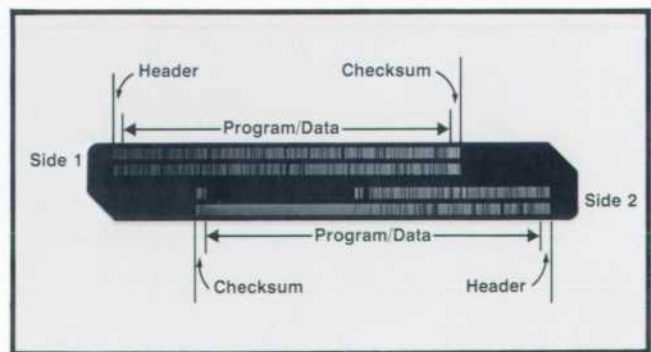 Header
Checksum
Program/Data
Side 1
Side 2
Program/Data
Checksum
Header